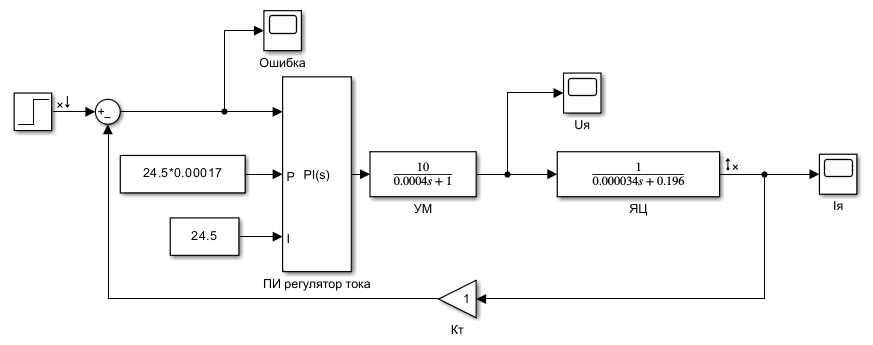 Ошибка
+
−
24.5*0.00017
24.5
P
PI(s)
I
ПИ регулятор тока
10
0.0004s + 1
УМ
Uя
1
0.000034s + 0.196
ЯЦ
Iя
1
Кт